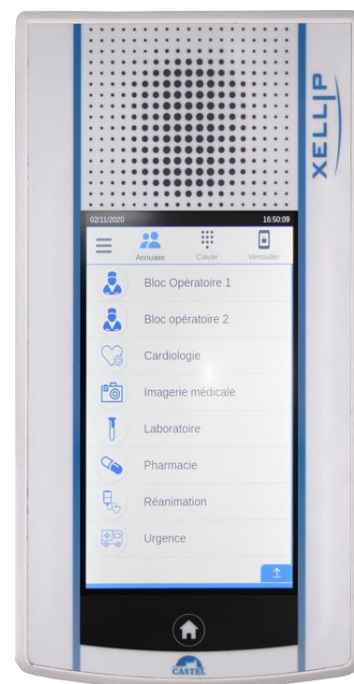 XELLIP
02/11/2020 16:50:09
Annuaire Clavier Verrouiller
Bloc Opératoire 1
Bloc opératoire 2
Cardiologie
Imagerie médicale
Laboratoire
Pharmacie
Réanimation
Urgence
CASTEL